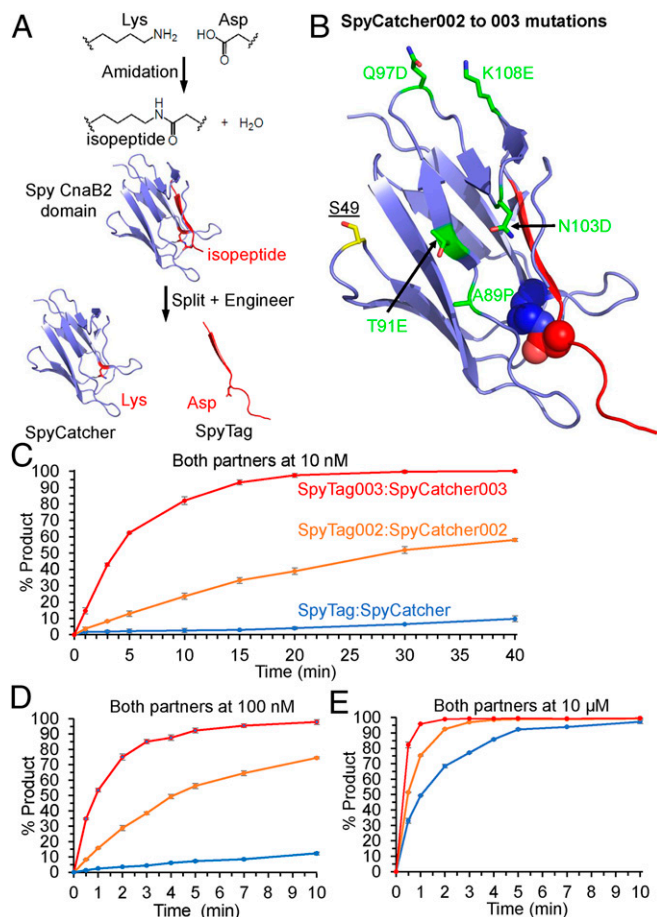 A
Lys
Asp
NH2
HO
O
Amidation
H
N
O
+ H2O
isopeptide
Spy CnaB2
domain
isopeptide
Split + Engineer
Lys
Asp
SpyCatcher
SpyTag
B
SpyCatcher002 to 003 mutations
Q97D
K108E
S49
N103D
A89P
T91E
C
Both partners at 10 nM
SpyTag003:SpyCatcher003
SpyTag002:SpyCatcher002
SpyTag:SpyCatcher
% Product
100
90
80
70
60
50
40
30
20
10
0
0 5 10 15 20 25 30 35 40
Time (min)
D
Both partners at 100 nM
% Product
100
90
80
70
60
50
40
30
20
10
0
0 1 2 3 4 5 6 7 8 9 10
Time (min)
E
Both partners at 10 µM
% Product
100
90
80
70
60
50
40
30
20
10
0
0 1 2 3 4 5 6 7 8 9 10
Time (min)